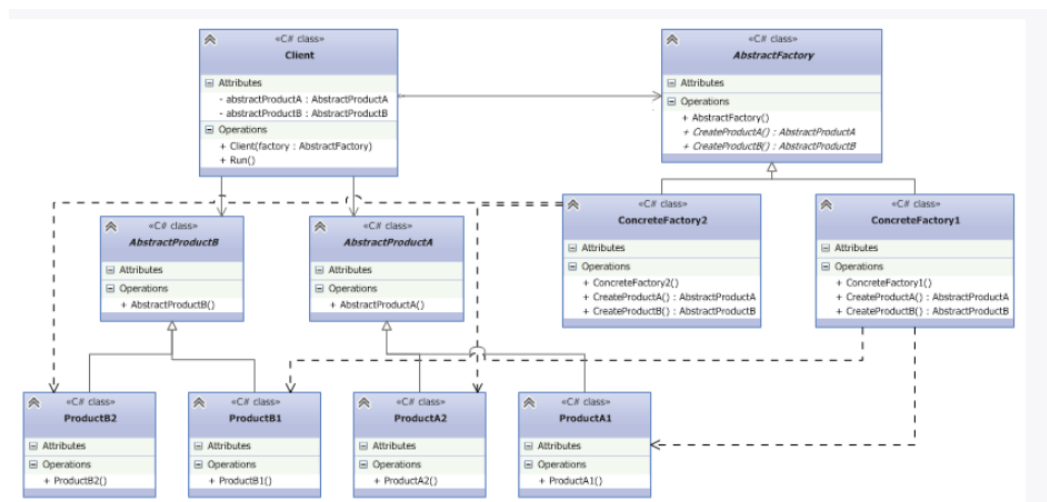 «C# class»
Client
Attributes
- abstractProductA : AbstractProductA
- abstractProductB : AbstractProductB
Operations
+ Client(factory : AbstractFactory)
+ Run()
«C# class»
AbstractFactory
Attributes
Operations
+ AbstractFactory()
+ CreateProductA() : AbstractProductA
+ CreateProductB() : AbstractProductB
«C# class»
AbstractProductB
Attributes
Operations
+ AbstractProductB()
«C# class»
AbstractProductA
Attributes
Operations
+ AbstractProductA()
«C# class»
ConcreteFactory2
Attributes
Operations
+ ConcreteFactory2()
+ CreateProductA() : AbstractProductA
+ CreateProductB() : AbstractProductB
«C# class»
ConcreteFactory1
Attributes
Operations
+ ConcreteFactory1()
+ CreateProductA() : AbstractProductA
+ CreateProductB() : AbstractProductB
«C# class»
ProductB2
Attributes
Operations
+ ProductB2()
«C# class»
ProductB1
Attributes
Operations
+ ProductB1()
«C# class»
ProductA2
Attributes
Operations
+ ProductA2()
«C# class»
ProductA1
Attributes
Operations
+ ProductA1()